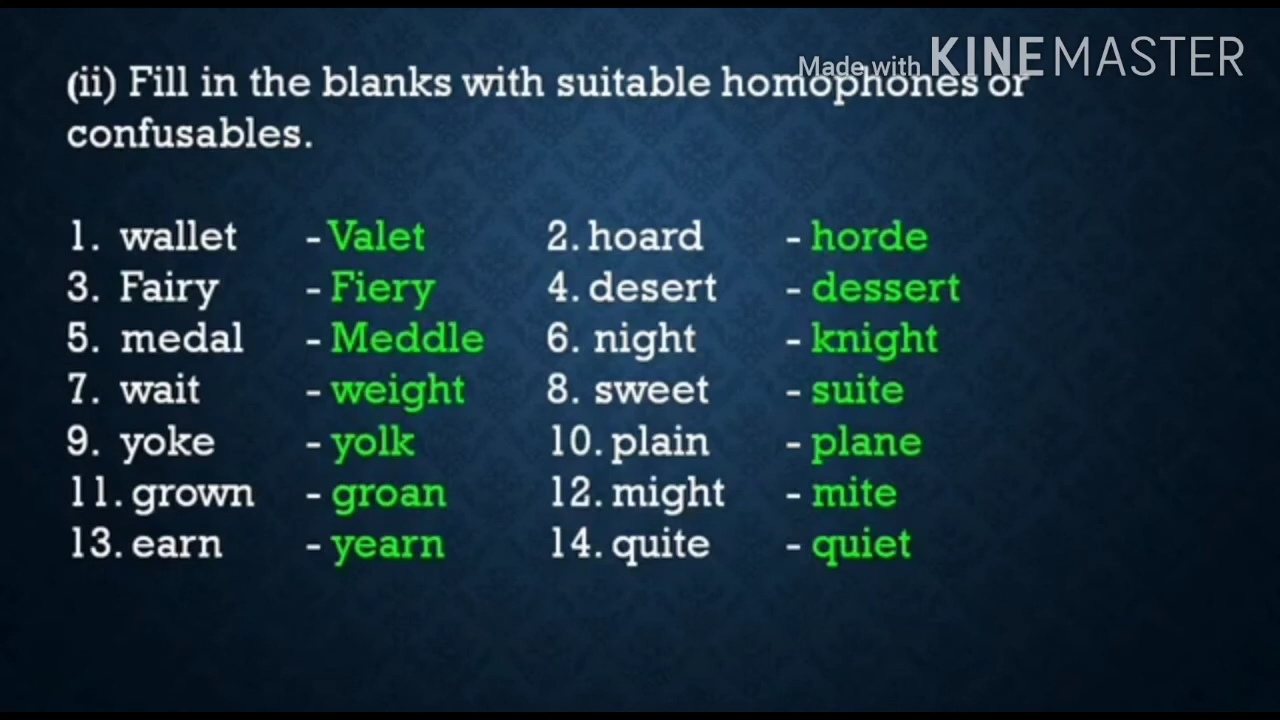 Made with KINEMASTER
(ii) Fill in the blanks with suitable homophones or
confusables.
1. wallet - Valet 2. hoard - horde
3. Fairy - Fiery 4. desert - dessert
5. medal - Meddle 6. night - knight
7. wait - weight 8. sweet - suite
9. yoke - yolk 10. plain - plane
11. grown - groan 12. might - mite
13. earn - yearn 14. quite - quiet